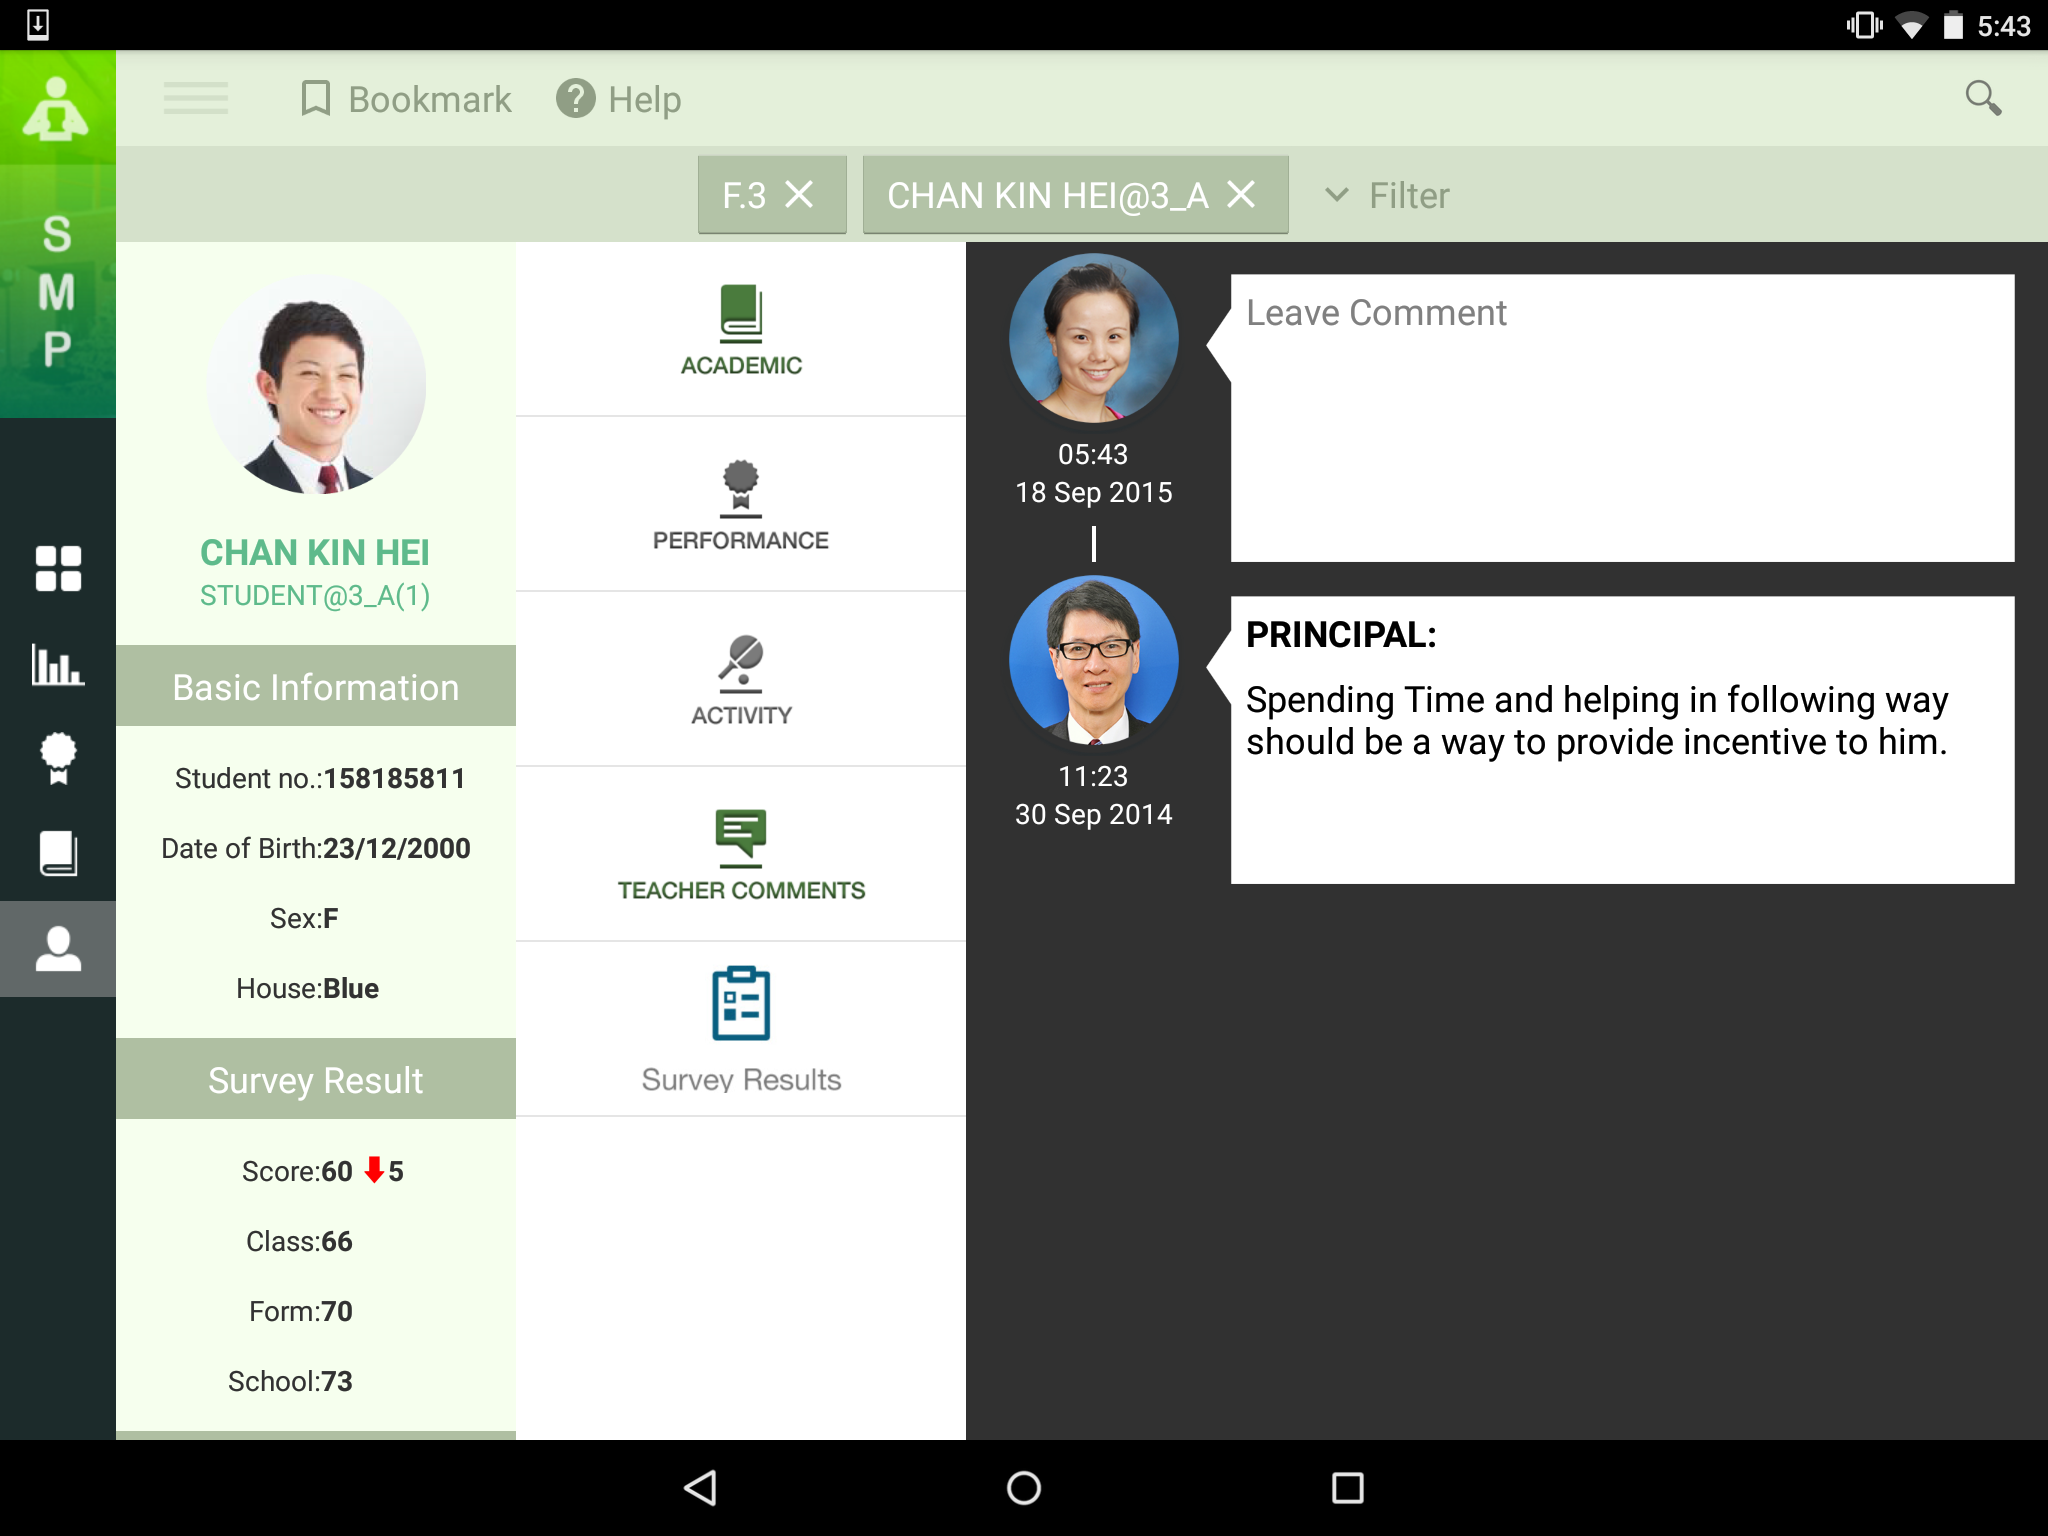 5:43
S
M
P
Bookmark
Help
F.3
CHAN KIN HEI@3_A
Filter
CHAN KIN HEI
STUDENT@3_A(1)
Basic Information
Student no.:158185811
Date of Birth:23/12/2000
Sex:F
House:Blue
Survey Result
Score:60 5
Class:66
Form:70
School:73
ACADEMIC
PERFORMANCE
ACTIVITY
TEACHER COMMENTS
Survey Results
05:43
18 Sep 2015
Leave Comment
11:23
30 Sep 2014
PRINCIPAL:
Spending Time and helping in following way
should be a way to provide incentive to him.